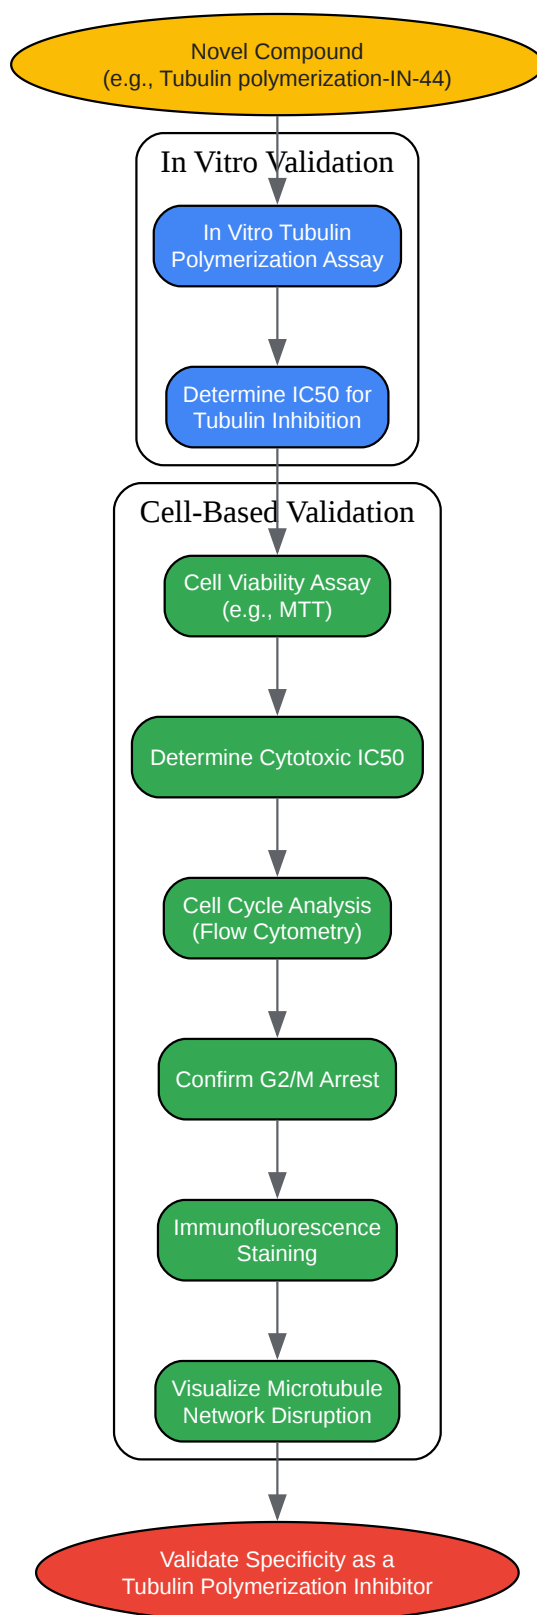 Novel Compound
(e.g., Tubulin polymerization-IN-44)
In Vitro Validation
In Vitro Tubulin
Polymerization Assay
Determine IC50 for
Tubulin Inhibition
Cell-Based Validation
Cell Viability Assay
(e.g., MTT)
Determine Cytotoxic IC50
Cell Cycle Analysis
(Flow Cytometry)
Confirm G2/M Arrest
Immunofluorescence
Staining
Visualize Microtubule
Network Disruption
Validate Specificity as a
Tubulin Polymerization Inhibitor